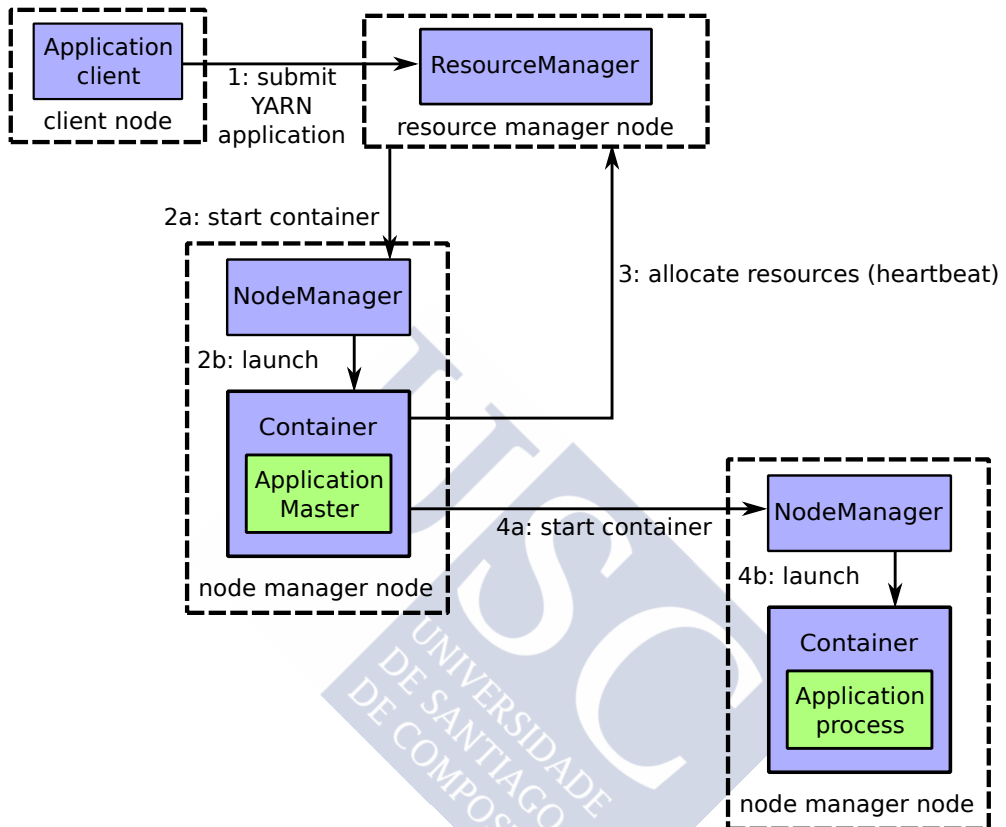 Application
client
client node
1: submit
YARN
application
ResourceManager
resource manager node
2a: start container
NodeManager
2b: launch
Container
Application
Master
node manager node
3: allocate resources (heartbeat)
4a: start container
NodeManager
4b: launch
Container
Application
process
node manager node
USC
UNIVERSIDADE
DE SANTIAGO